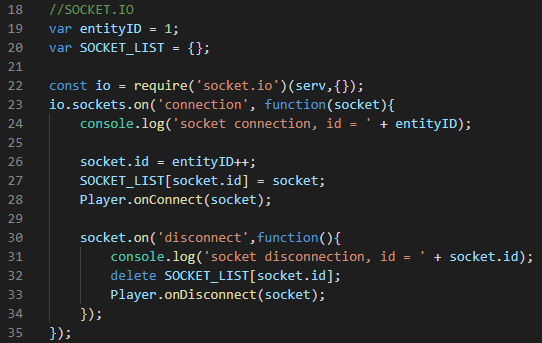 18 //SOCKET.IO
19 var entityID = 1;
20 var SOCKET_LIST = {};
21
22 const io = require('socket.io')(serv,{});
23 io.sockets.on('connection', function(socket){
24     console.log('socket connection, id = ' + entityID);
25
26     socket.id = entityID++;
27     SOCKET_LIST[socket.id] = socket;
28     Player.onConnect(socket);
29
30     socket.on('disconnect',function(){
31         console.log('socket disconnection, id = ' + socket.id);
32         delete SOCKET_LIST[socket.id];
33         Player.onDisconnect(socket);
34     });
35 });